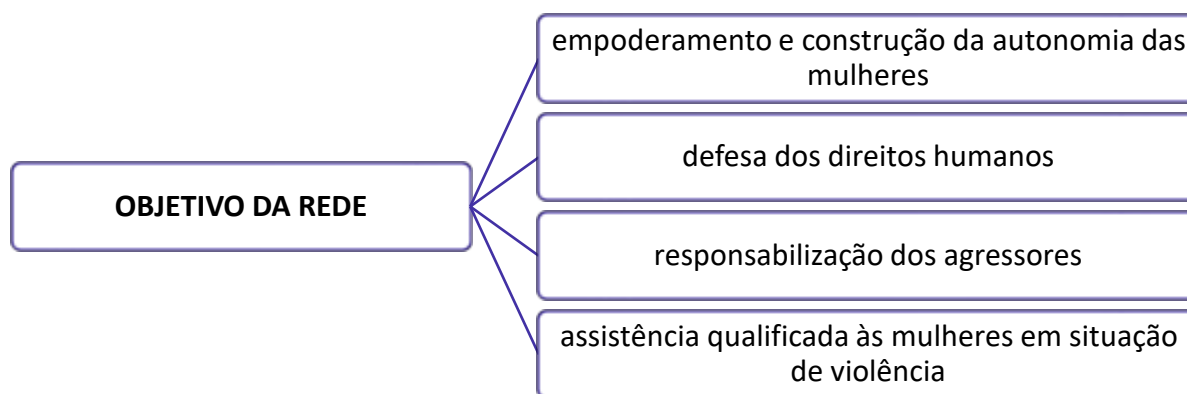 OBJETIVO DA REDE
empoderamento e construção da autonomia das
mulheres
defesa dos direitos humanos
responsabilização dos agressores
assistência qualificada às mulheres em situação
de violência